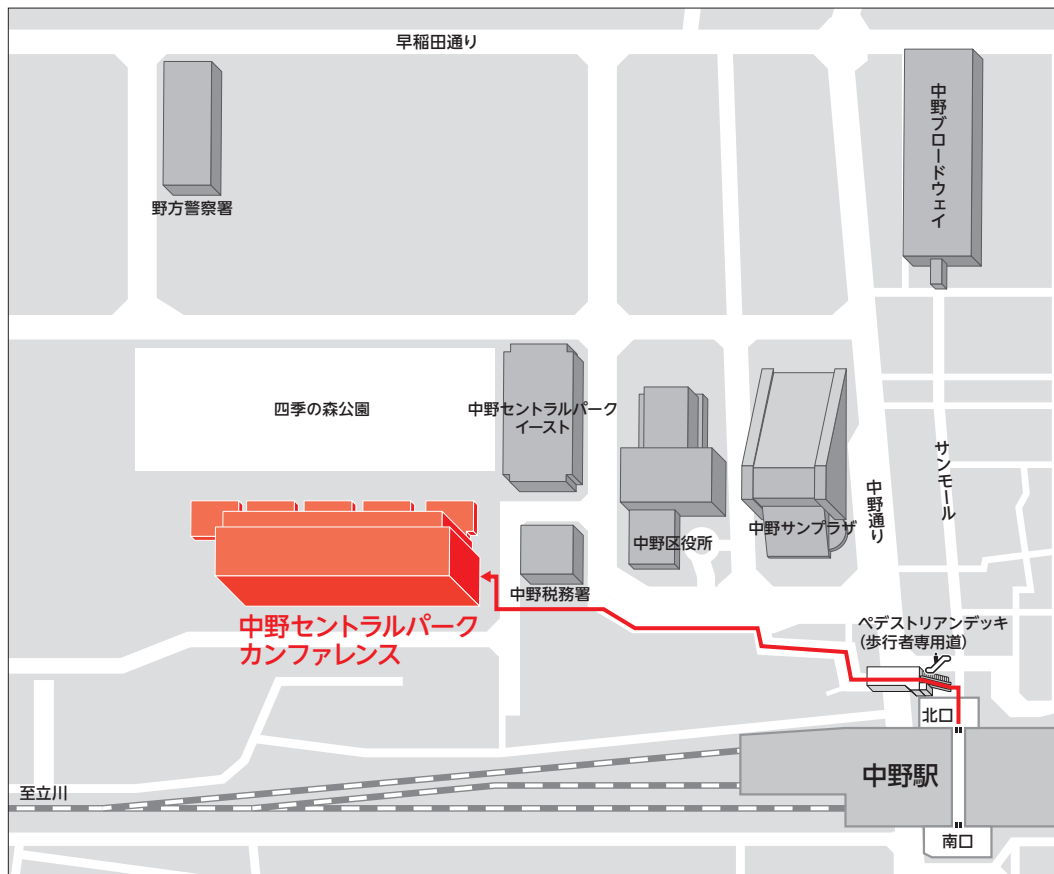 早稲田通り
中野ブロードウェイ
野方警察署
四季の森公園
中野セントラルパーク
イースト
サンモール
中野通り
中野サンプラザ
中野区役所
中野税務署
中野セントラルパーク
カンファレンス
ペデストリアンデッキ
(歩行者専用道)
北口
中野駅
至立川
南口